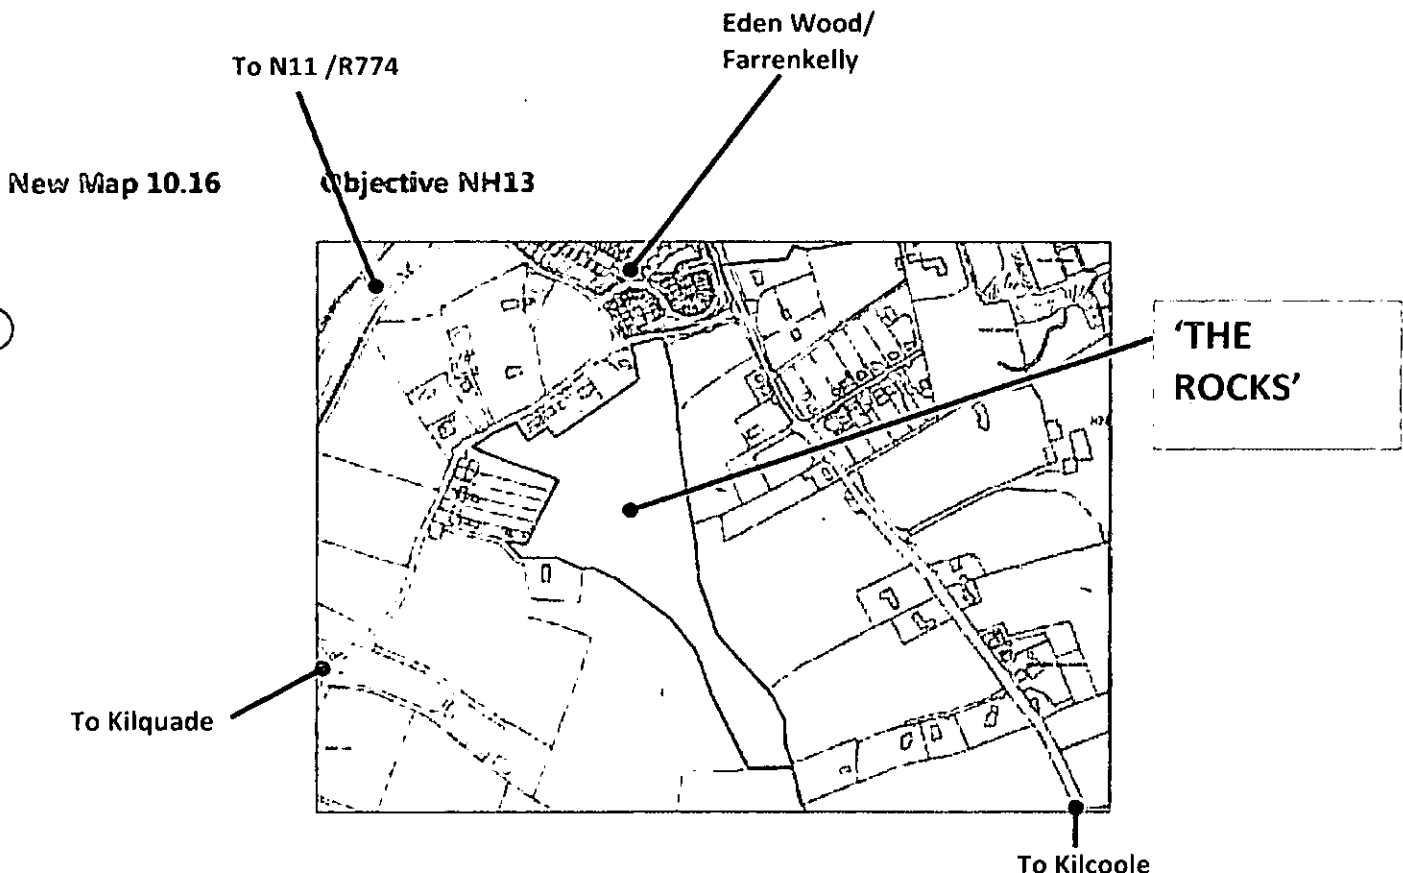 Eden Wood/
Farrenkelly
To N11 /R774
New Map 10.16
Objective NH13
‘THE
ROCKS’
To Kilquade
To Kilcoole